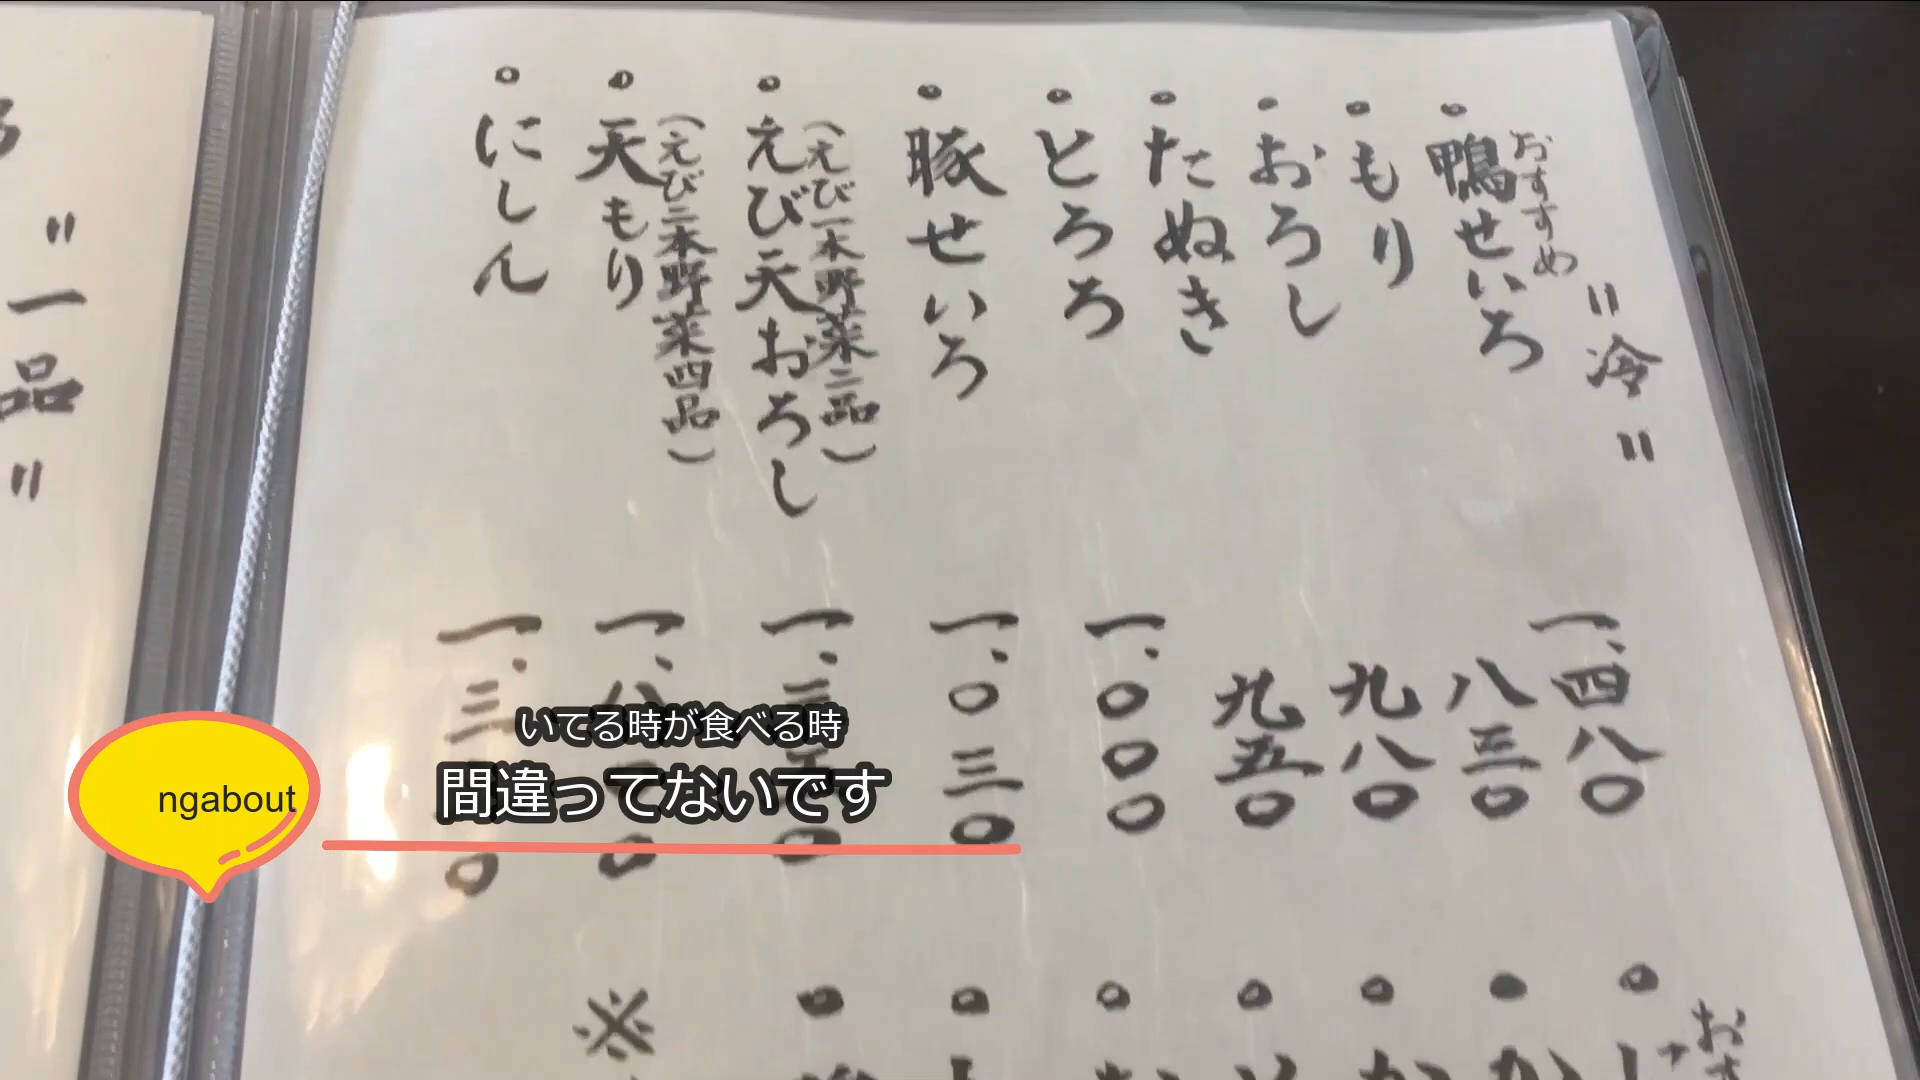 〃冷〃
おすすめ
。鴨せいろ 一、四八〇
。もり 八三〇
。おろし 九八〇
。たぬき 九五〇
。とろろ 一、〇〇〇
。豚せいろ 一、〇三〇
(えび一本野菜二品)
。えび天おろし
(えび二本野菜四品)
。天もり
。にしん
※
〃一品〃
いてる時が食べる時
間違ってないです
ngabout